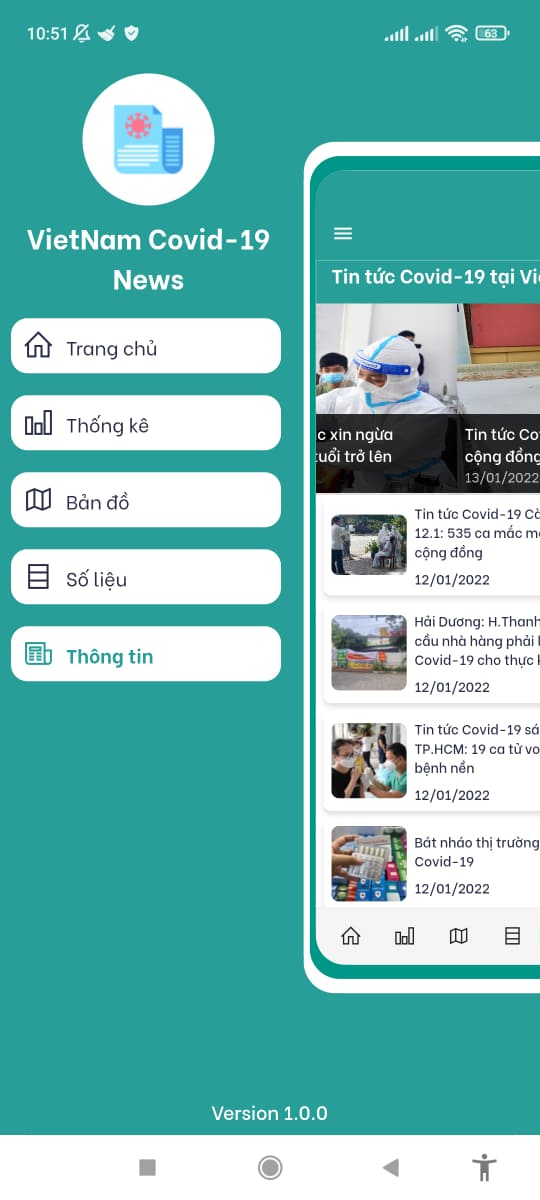 10:51
63
VietNam Covid-19
News
Trang chủ
Thống kê
Bản đồ
Số liệu
Thông tin
Tin tức Covid-19 tại Vi
c xin ngừa
tuổi trở lên
Tin tức Co
cộng đồng
13/01/2022
Tin tức Covid-19 Cà
12.1: 535 ca mắc m
cộng đồng
12/01/2022
Hải Dương: H.Thanh
cầu nhà hàng phải
Covid-19 cho thực
12/01/2022
Tin tức Covid-19 sá
TP.HCM: 19 ca tử vo
bệnh nền
12/01/2022
Bát nháo thị trường
Covid-19
12/01/2022
Version 1.0.0